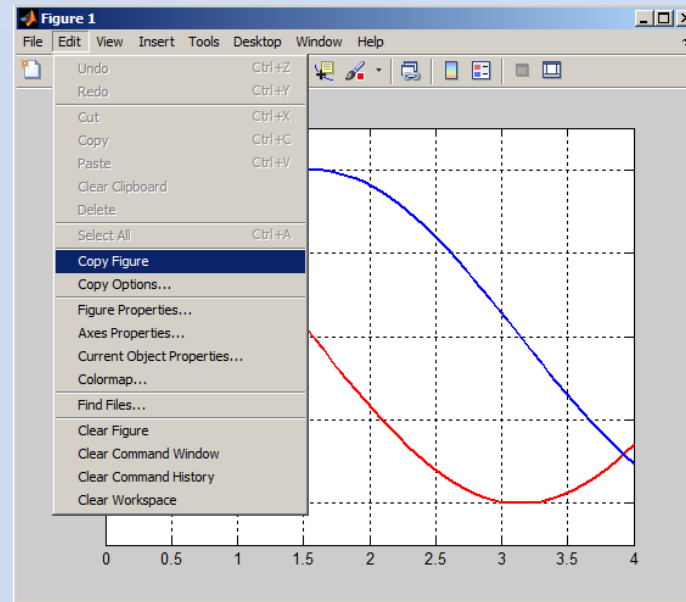 Figure 1
File Edit View Insert Tools Desktop Window Help
Undo Ctrl+Z
Redo Ctrl+Y
Cut Ctrl+X
Copy Ctrl+C
Paste Ctrl+V
Clear Clipboard
Delete
Select All Ctrl+A
Copy Figure
Copy Options...
Figure Properties...
Axes Properties...
Current Object Properties...
Colormap...
Find Files...
Clear Figure
Clear Command Window
Clear Command History
Clear Workspace
0 0.5 1 1.5 2 2.5 3 3.5 4